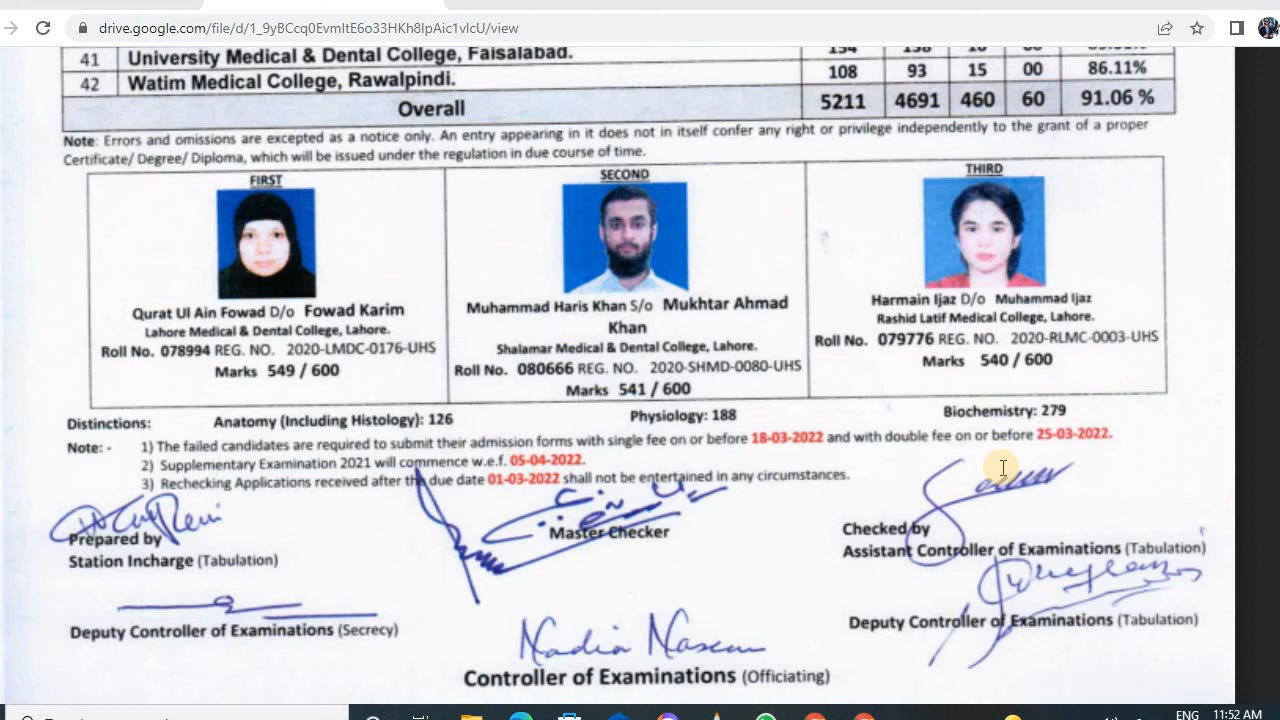 drive.google.com/file/d/1_9yBCcq0EvmltE6o33HKh8IpAic1vlcU/view
41 University Medical & Dental College, Faisalabad.
42 Watim Medical College, Rawalpindi. 108 93 15 00 86.11%
Overall 5211 4691 460 60 91.06 %
Note: Errors and omissions are excepted as a notice only. An entry appearing in it does not in itself confer any right or privilege independently to the grant of a proper
Certificate/ Degree/ Diploma, which will be issued under the regulation in due course of time.
FIRST
Qurat Ul Ain Fowad D/o Fowad Karim
Lahore Medical & Dental College, Lahore.
Roll No. 078994 REG. NO. 2020-LMDC-0176-UHS
Marks 549 / 600
SECOND
Muhammad Haris Khan S/o Mukhtar Ahmad
Khan
Shalamar Medical & Dental College, Lahore.
Roll No. 080666 REG. NO. 2020-SHMD-0080-UHS
Marks 541 / 600
THIRD
Harmain Ijaz D/o Muhammad Ijaz
Rashid Latif Medical College, Lahore.
Roll No. 079776 REG. NO. 2020-RLMC-0003-UHS
Marks 540 / 600
Distinctions: Anatomy (Including Histology): 126 Physiology: 188 Biochemistry: 279
Note: - 1) The failed candidates are required to submit their admission forms with single fee on or before 18-03-2022 and with double fee on or before 25-03-2022.
2) Supplementary Examination 2021 will commence w.e.f. 05-04-2022.
3) Rechecking Applications received after the due date 01-03-2022 shall not be entertained in any circumstances.
Prepared by
Station Incharge (Tabulation)
Master Checker
Checked by
Assistant Controller of Examinations (Tabulation)
Deputy Controller of Examinations (Secrecy)
Deputy Controller of Examinations (Tabulation)
Nadia Naseem
Controller of Examinations (Officiating)
ENG 11:52 AM